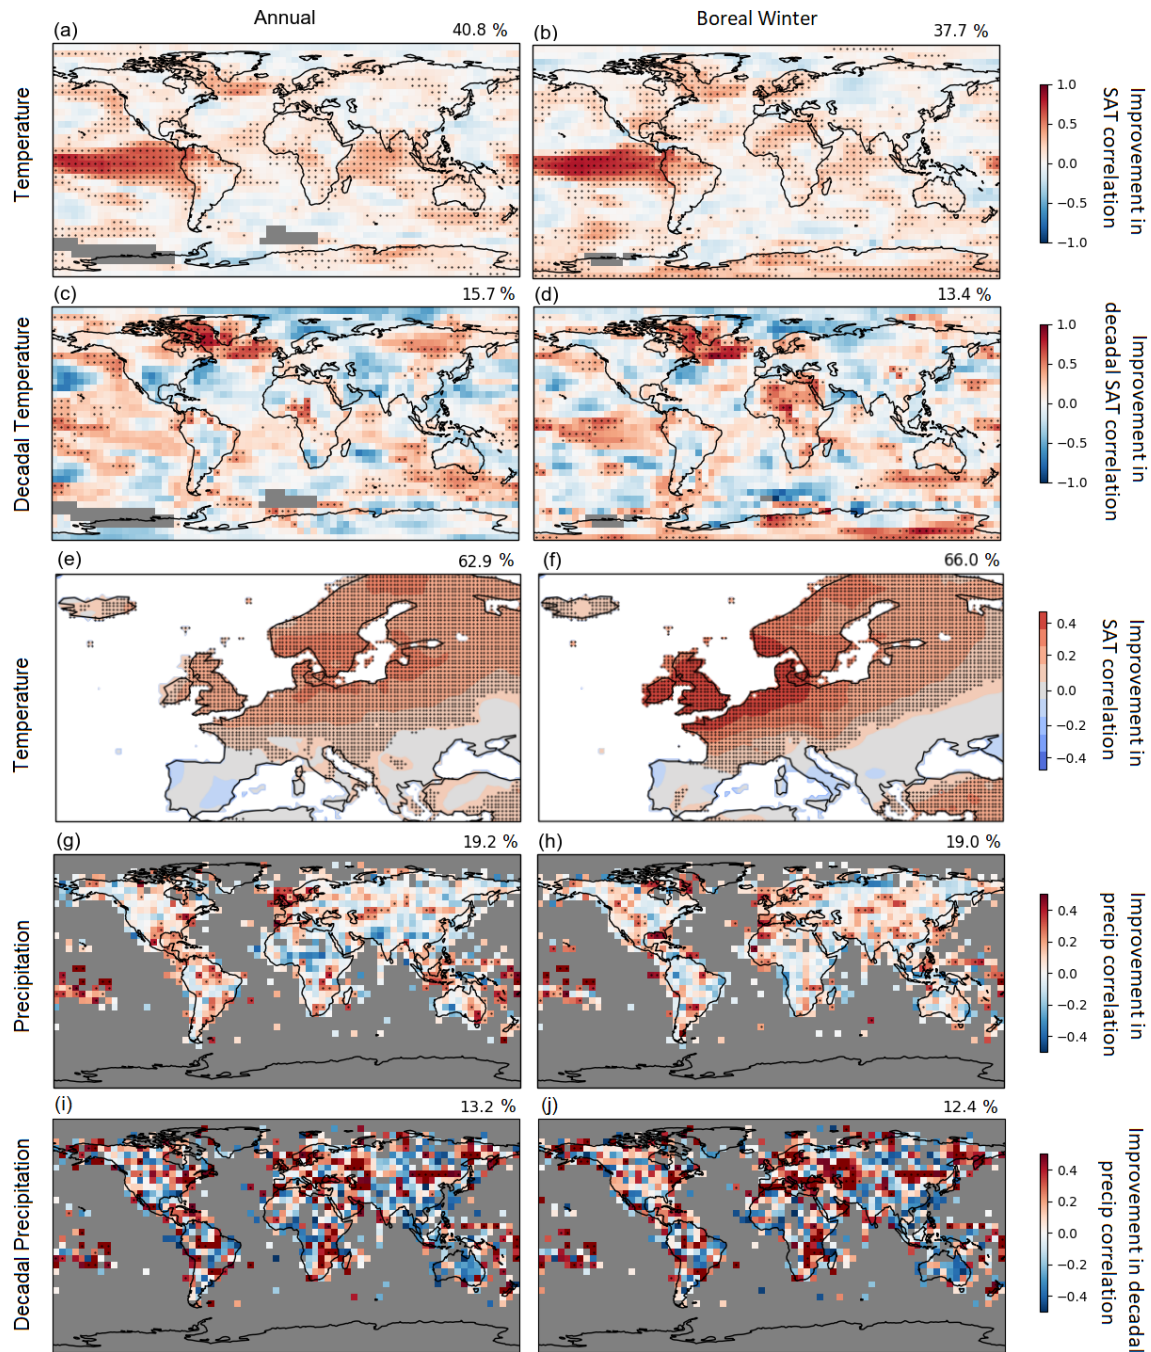 Annual
Boreal Winter
(a)
40.8 %
(b)
37.7 %
Temperature
1.0
0.5
0.0
−0.5
−1.0
Improvement in
SAT correlation
(c)
15.7 %
(d)
13.4 %
Decadal Temperature
1.0
0.5
0.0
−0.5
−1.0
Improvement in
decadal SAT correlation
(e)
62.9 %
(f)
66.0 %
Temperature
0.4
0.2
0.0
−0.2
−0.4
Improvement in
SAT correlation
(g)
19.2 %
(h)
19.0 %
Precipitation
0.4
0.2
0.0
−0.2
−0.4
Improvement in
precip correlation
(i)
13.2 %
(j)
12.4 %
Decadal Precipitation
0.4
0.2
0.0
−0.2
−0.4
Improvement in decadal
precip correlation